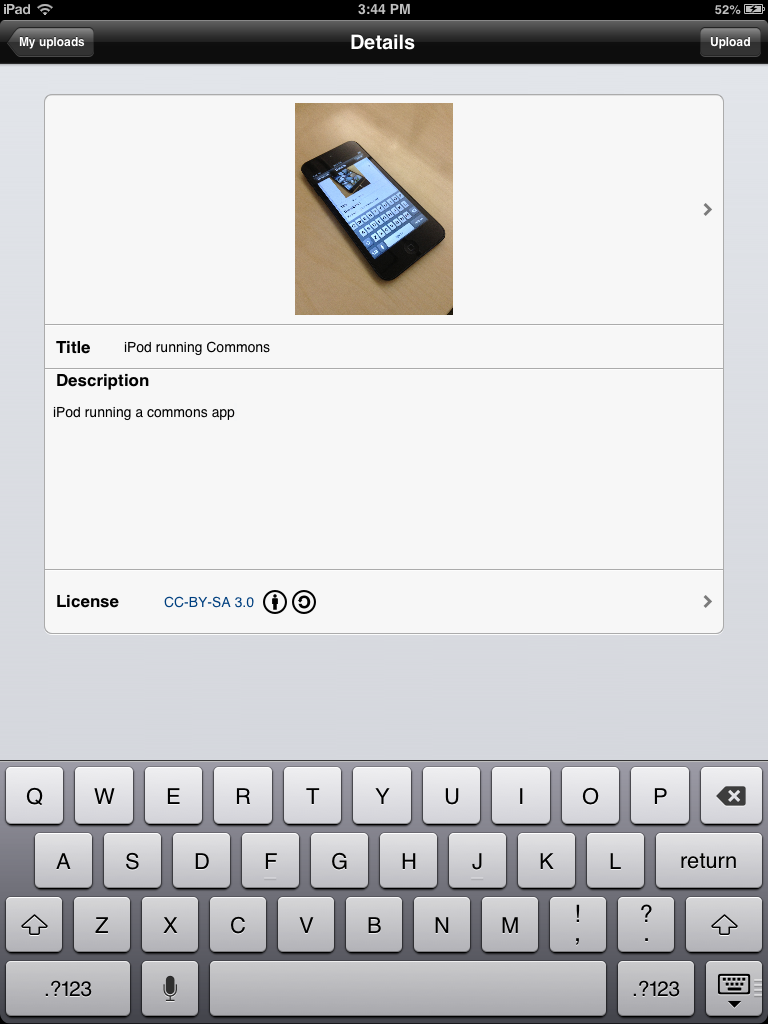 iPad 3:44 PM 52%
My uploads Details Upload
Title iPod running Commons
Description
iPod running a commons app
License CC-BY-SA 3.0
Q W E R T Y U I O P
A S D F G H J K L return
Z X C V B N M ! , ? .
.?123 .?123